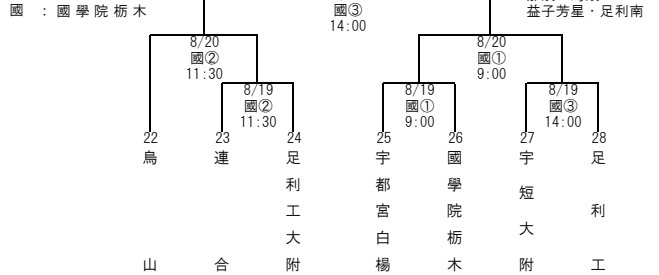 國 : 國學院栃木
國③
14:00
益子芳星・足利南
8/20
國②
11:30
8/20
國①
9:00
8/19
國②
11:30
8/19
國①
9:00
8/19
國③
14:00
22
23
24
25
26
27
28
烏山
連合
足利工大附
宇都宮白楊
國學院栃木
宇短大附
足利工